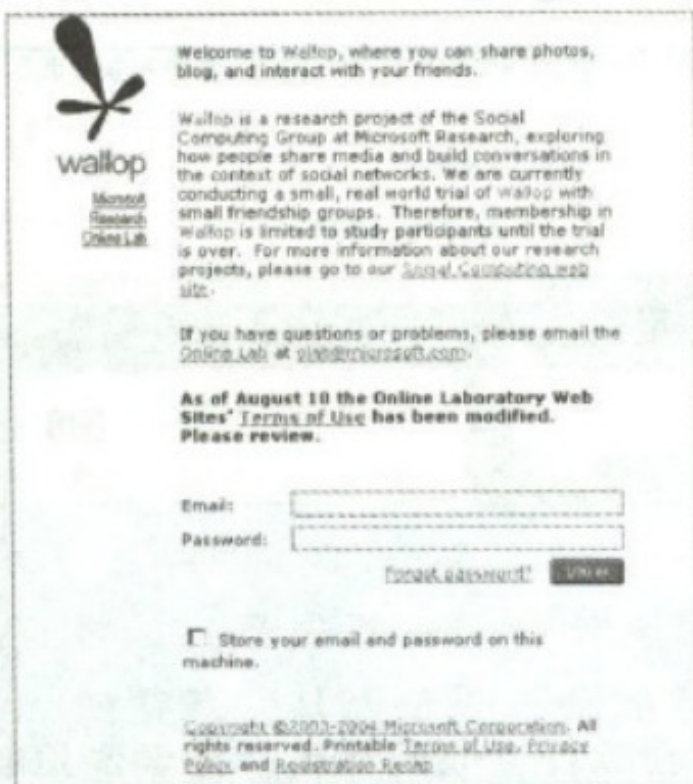 Welcome to Wallop, where you can share photos,
blog, and interact with your friends.
Wallop is a research project of the Social
Computing Group at Microsoft Research, exploring
how people share media and build conversations in
the context of social networks. We are currently
conducting a small, real world trial of Wallop with
small friendship groups. Therefore, membership in
Wallop is limited to study participants until the trial
is over. For more information about our research
projects, please go to our Social Computing web
site.
wallop
Microsoft
Research
Online Lab
If you have questions or problems, please email the
Online Lab at olab@microsoft.com.
As of August 10 the Online Laboratory Web
Sites' Terms of Use has been modified.
Please review.
Email:
Password:
Forgot password?
Store your email and password on this
machine.
Copyright ©2003-2004 Microsoft Corporation. All
rights reserved. Printable Terms of Use, Privacy
Policy and Registration Recap